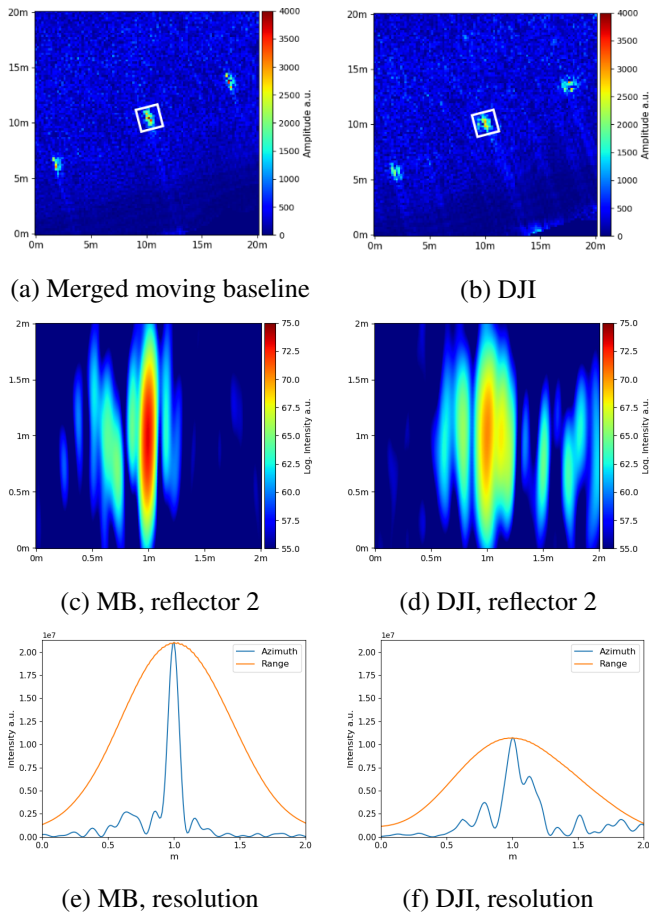 20m
15m
10m
5m
0m
0m 5m 10m 15m 20m
4000
3500
3000
2500
2000
1500
1000
500
0
Amplitude a.u.
(a) Merged moving baseline
20m
15m
10m
5m
0m
0m 5m 10m 15m 20m
4000
3500
3000
2500
2000
1500
1000
500
0
Amplitude a.u.
(b) DJI
2m
1.5m
1m
0.5m
0m
0m 0.5m 1m 1.5m 2m
75.0
72.5
70.0
67.5
65.0
62.5
60.0
57.5
55.0
Log. Intensity a.u.
(c) MB, reflector 2
2m
1.5m
1m
0.5m
0m
0m 0.5m 1m 1.5m 2m
75.0
72.5
70.0
67.5
65.0
62.5
60.0
57.5
55.0
Log. Intensity a.u.
(d) DJI, reflector 2
1e7
2.00
1.75
1.50
1.25
1.00
0.75
0.50
0.25
0.00
Intensity a.u.
Azimuth
Range
0.0 0.5 1.0 1.5 2.0
m
(e) MB, resolution
1e7
2.00
1.75
1.50
1.25
1.00
0.75
0.50
0.25
0.00
Intensity a.u.
Azimuth
Range
0.0 0.5 1.0 1.5 2.0
m
(f) DJI, resolution